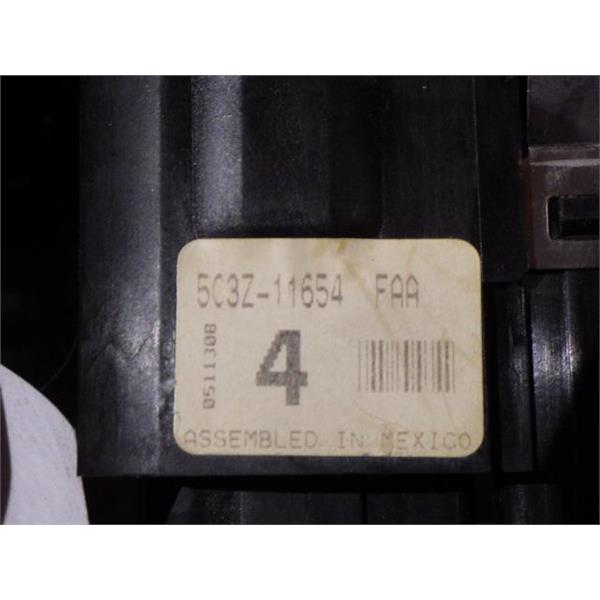 5C3Z-11654 FAA
0511308
4
ASSEMBLED IN MEXICO